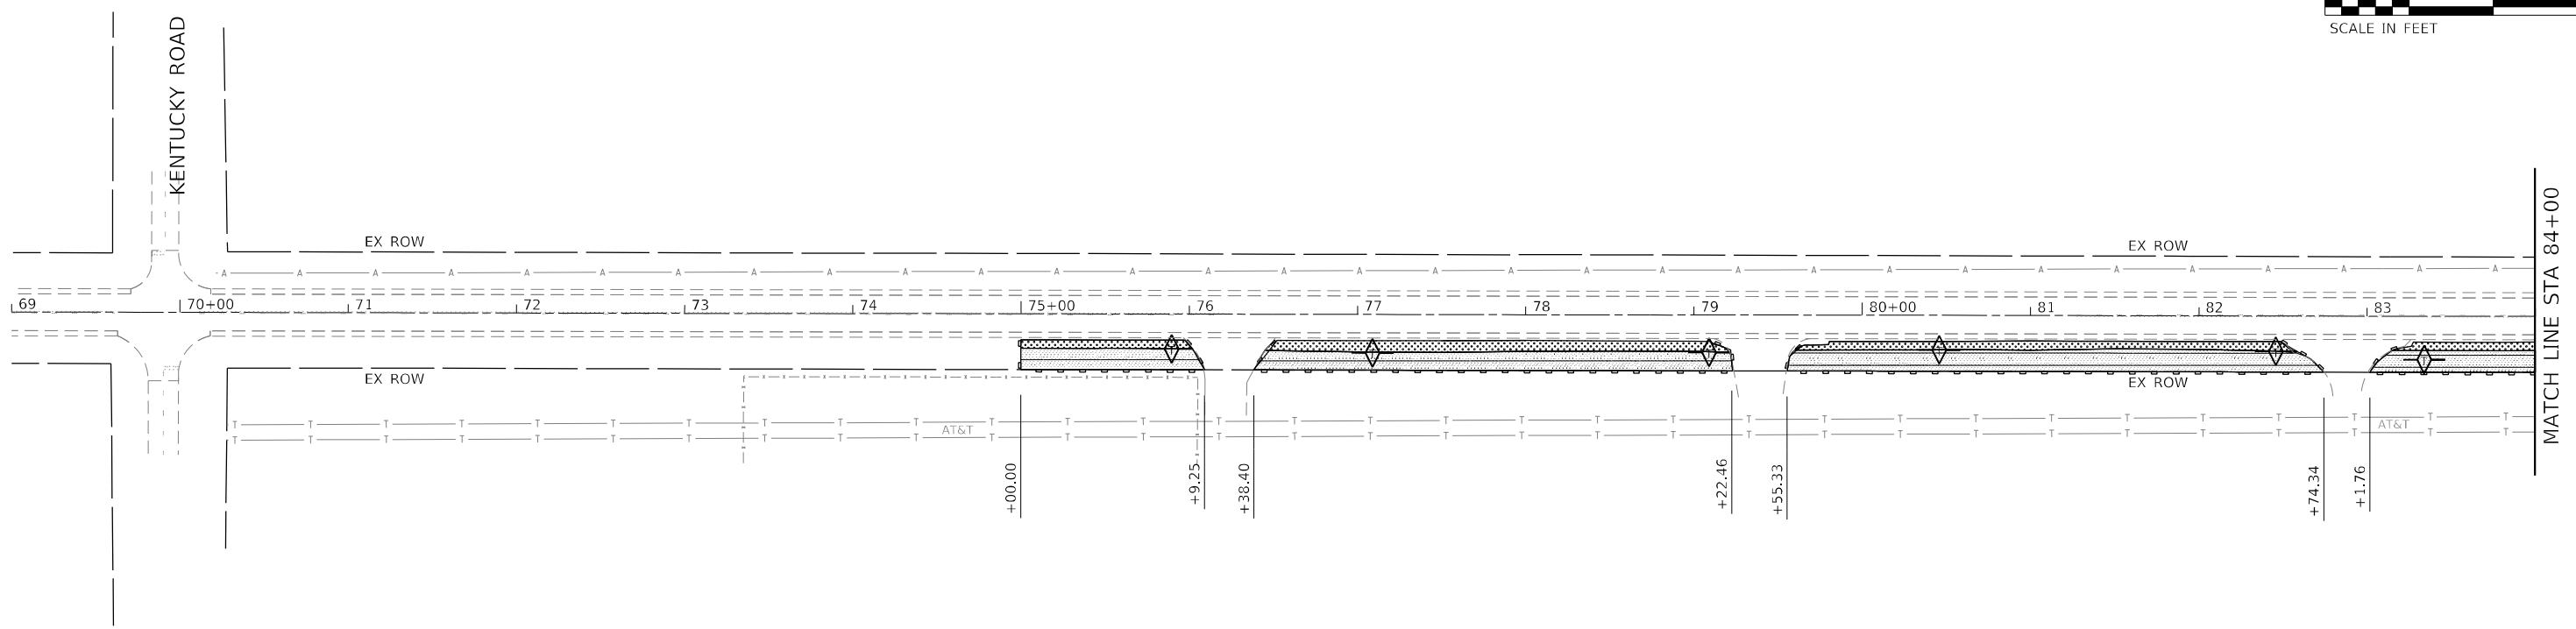 SCALE IN FEET
KENTUCKY ROAD
EX ROW
EX ROW
A A A A A A A A A A A A A A A A A A A A A A A A A A A A A A A
69 70+00 71 72 73 74 75+00 76 77 78 79 80+00 81 82 83
MATCH LINE STA 84+00
EX ROW
EX ROW
T T T T T T T T T T T T T T T T T T T T T T T T T T T T T T T
AT&T
AT&T
T T T T T T T T T T T T T T T T T T T T T T T T T T T T T T T
+00.00
+9.25
+38.40
+22.46
+55.33
+74.34
+1.76